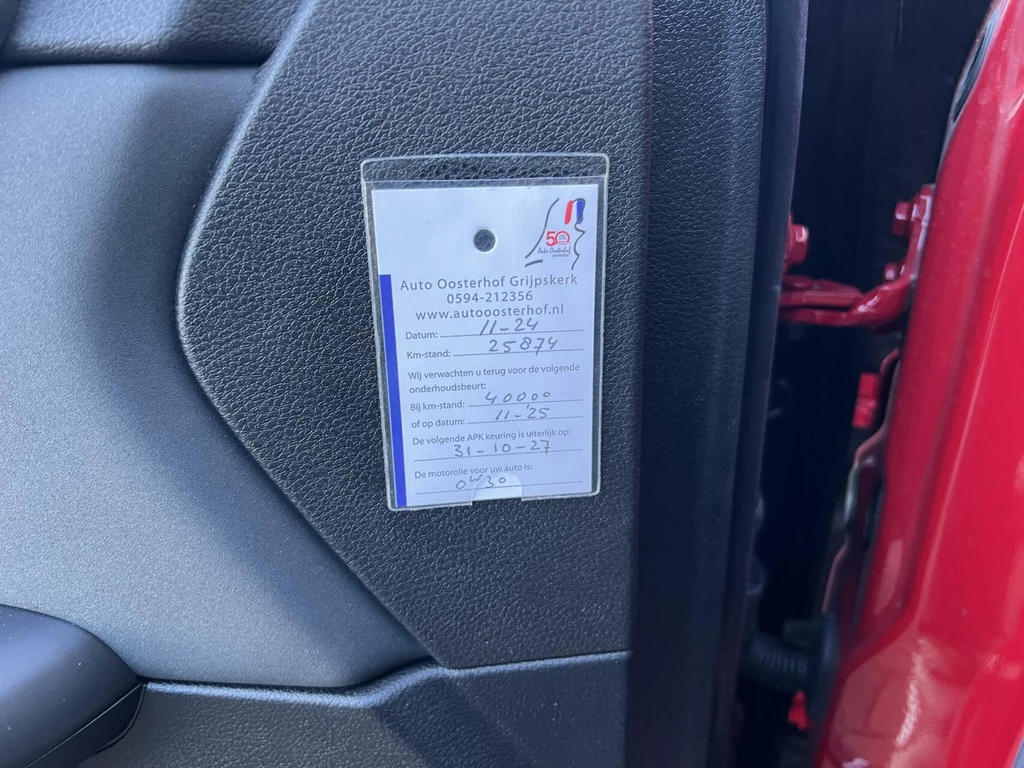 50
Auto Oosterhof
Auto Oosterhof Grijpskerk
0594-212356
www.autooosterhof.nl
Datum: 11-24
Km-stand: 25874
Wij verwachten u terug voor de volgende
onderhoudsbeurt:
Bij km-stand: 40000
of op datum: 11-'25
De volgende APK keuring is uiterlijk op:
31-10-27
De motorolie voor uw auto is:
0W30